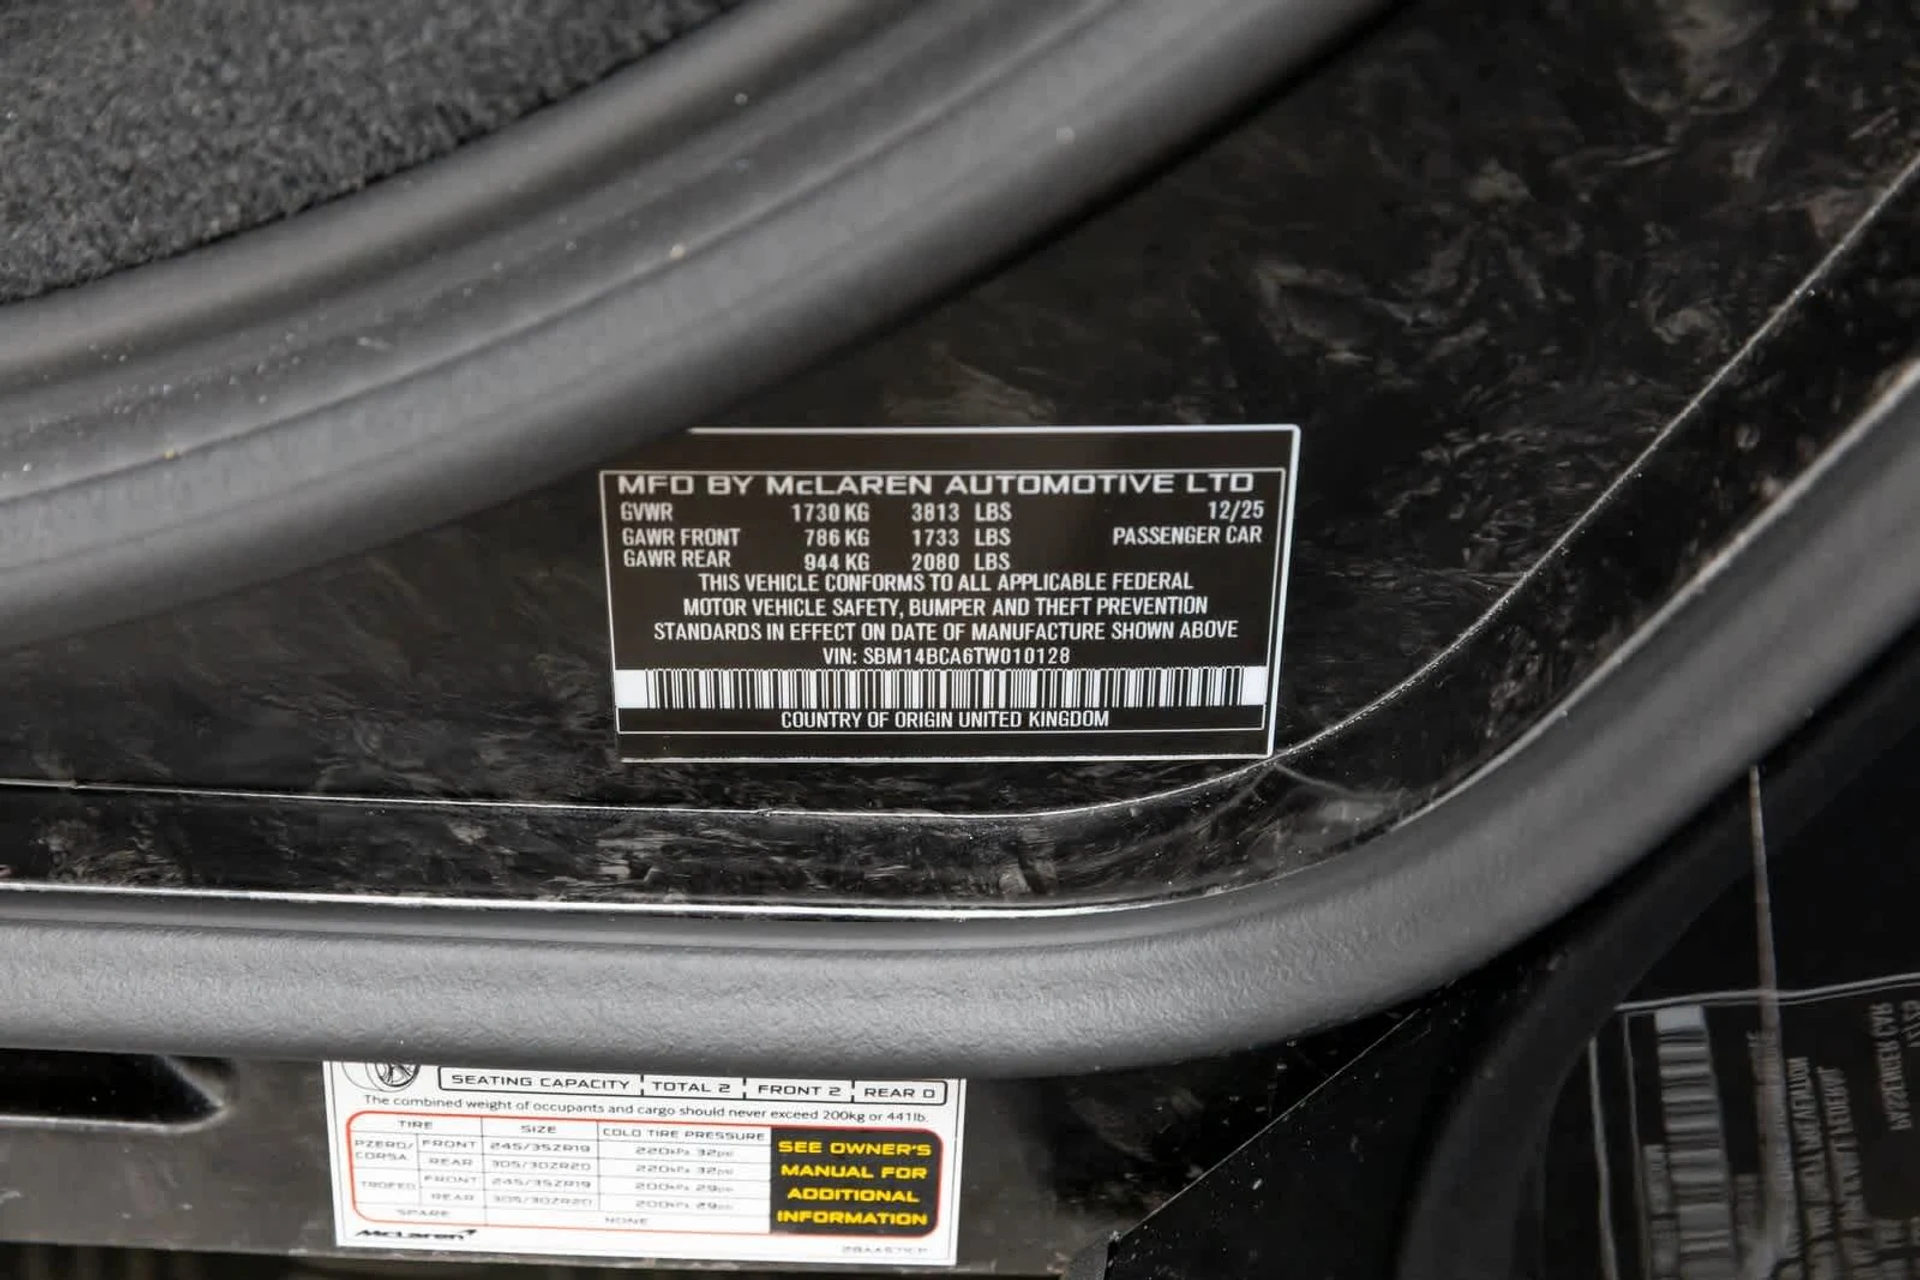 MFD BY McLAREN AUTOMOTIVE LTD
GVWR 1730 KG 3813 LBS 12/25
GAWR FRONT 786 KG 1733 LBS PASSENGER CAR
GAWR REAR 944 KG 2080 LBS
THIS VEHICLE CONFORMS TO ALL APPLICABLE FEDERAL
MOTOR VEHICLE SAFETY, BUMPER AND THEFT PREVENTION
STANDARDS IN EFFECT ON DATE OF MANUFACTURE SHOWN ABOVE
VIN: SBM14BCA6TW010128
COUNTRY OF ORIGIN UNITED KINGDOM
SEATING CAPACITY TOTAL 2 FRONT 2 REAR 0
The combined weight of occupants and cargo should never exceed 200kg or 441lb.
TIRE SIZE COLD TIRE PRESSURE
PZERO/ CORSA FRONT 245/35ZR19 220kPa 32psi
REAR 305/30ZR20 220kPa 32psi
TROFEO FRONT 245/35ZR19 200kPa 29psi
REAR 305/30ZR20 200kPa 29psi
SPARE NONE
SEE OWNER'S
MANUAL FOR
ADDITIONAL
INFORMATION
McLaren